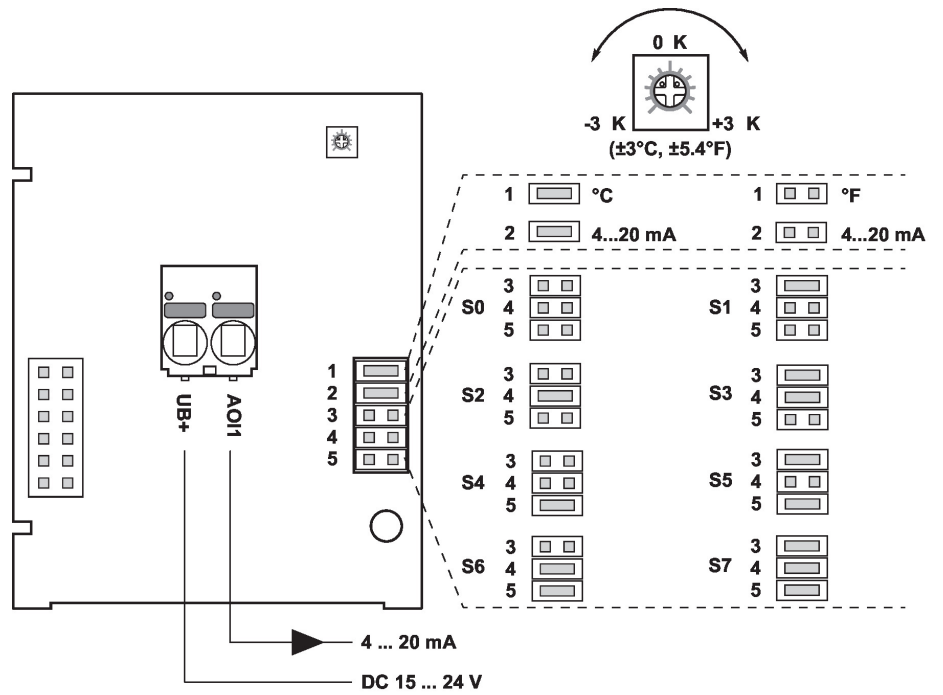 0 K
-3 K
+3 K
(±3°C, ±5.4°F)
1 °C
1 °F
2 4...20 mA
2 4...20 mA
S0 3 4 5
S1 3 4 5
S2 3 4 5
S3 3 4 5
S4 3 4 5
S5 3 4 5
S6 3 4 5
S7 3 4 5
1
2
3
4
5
UB+
AOI1
4 ... 20 mA
DC 15 ... 24 V